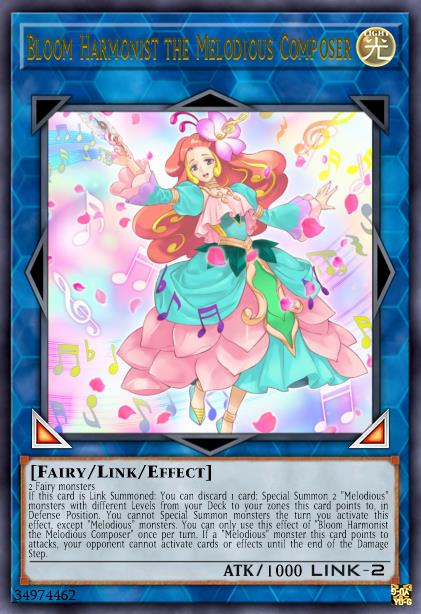 Bloom Harmonist the Melodious Composer
LIGHT
光
[Fairy/Link/Effect]
2 Fairy monsters
If this card is Link Summoned: You can discard 1 card; Special Summon 2 "Melodious"
monsters with different Levels from your Deck to your zones this card points to, in
Defense Position. You cannot Special Summon monsters the turn you activate this
effect, except "Melodious" monsters. You can only use this effect of "Bloom Harmonist
the Melodious Composer" once per turn. If a "Melodious" monster this card points to
attacks, your opponent cannot activate cards or effects until the end of the Damage
Step.
ATK/1000 LINK-2
34974462